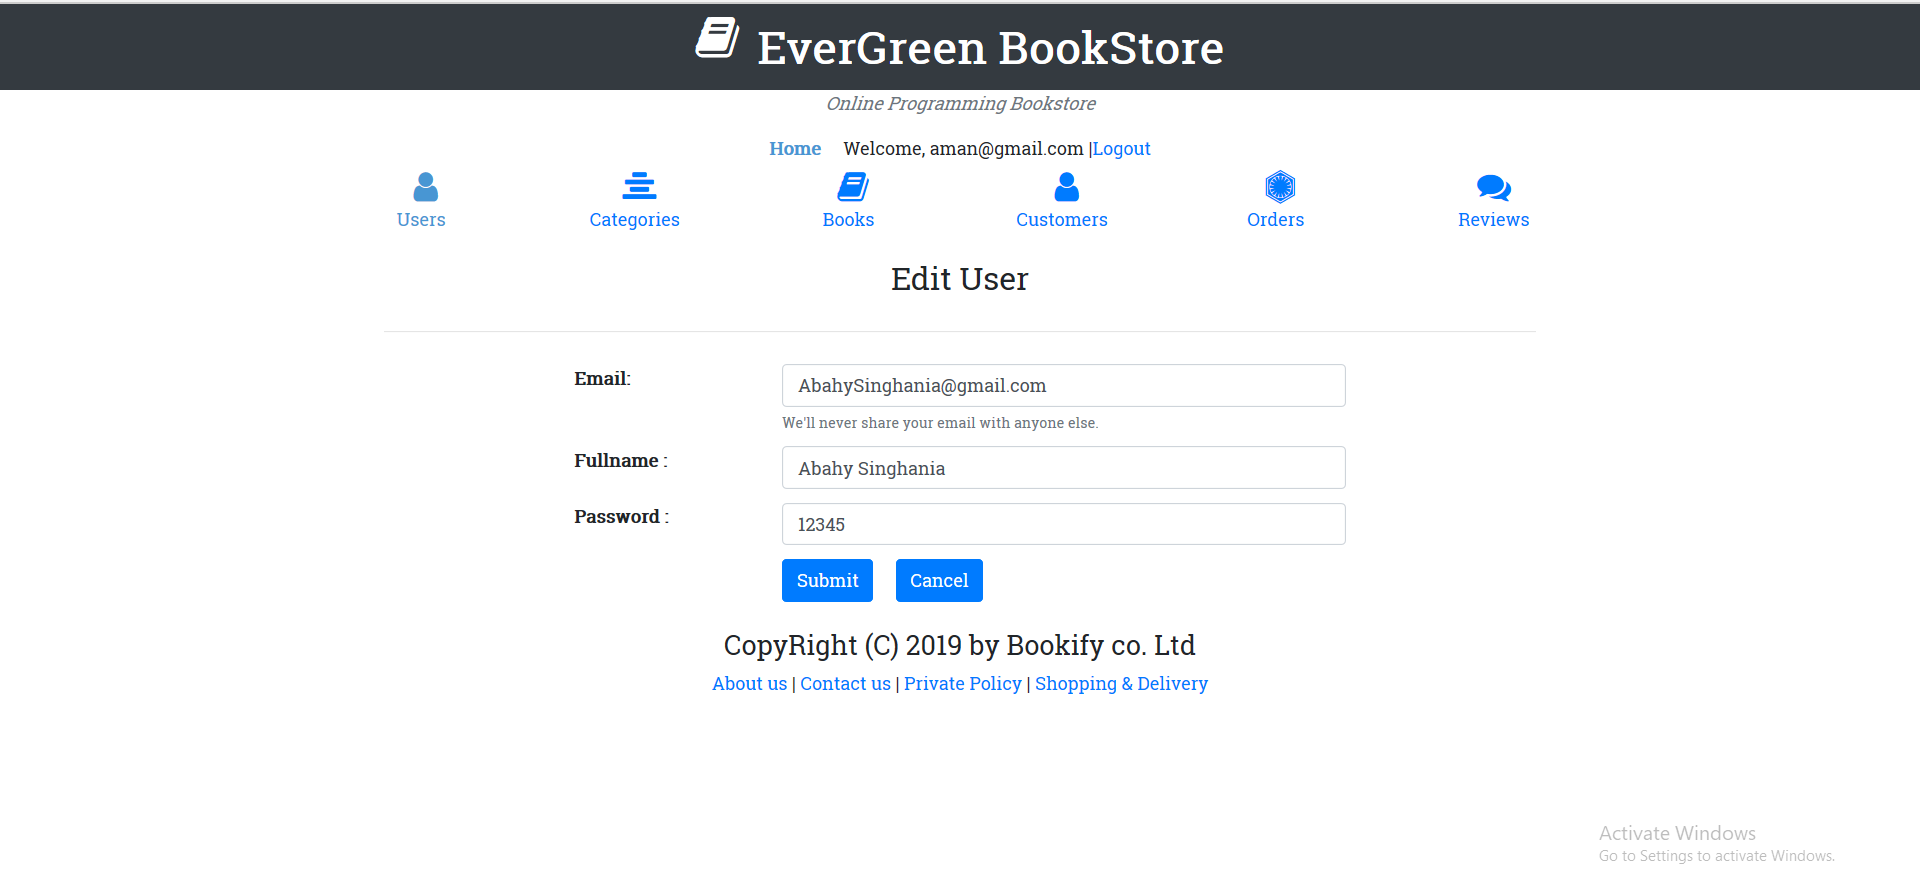 EverGreen BookStore
Online Programming Bookstore
Home Welcome, aman@gmail.com |Logout
Users Categories Books Customers Orders Reviews
Edit User
Email: AbahySinghania@gmail.com
We'll never share your email with anyone else.
Fullname : Abahy Singhania
Password : 12345
Submit Cancel
CopyRight (C) 2019 by Bookify co. Ltd
About us | Contact us | Private Policy | Shopping & Delivery
Activate Windows
Go to Settings to activate Windows.